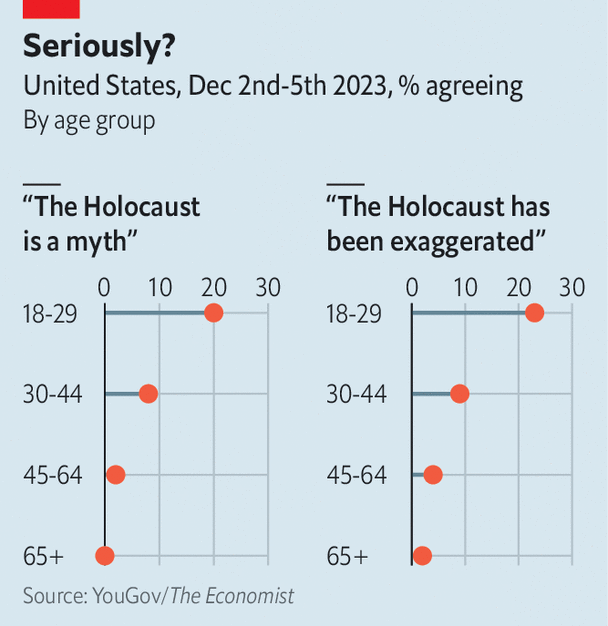 Seriously?
United States, Dec 2nd-5th 2023, % agreeing
By age group
“The Holocaust
is a myth”
0 10 20 30
18-29
30-44
45-64
65+
“The Holocaust has
been exaggerated”
0 10 20 30
18-29
30-44
45-64
65+
Source: YouGov/The Economist